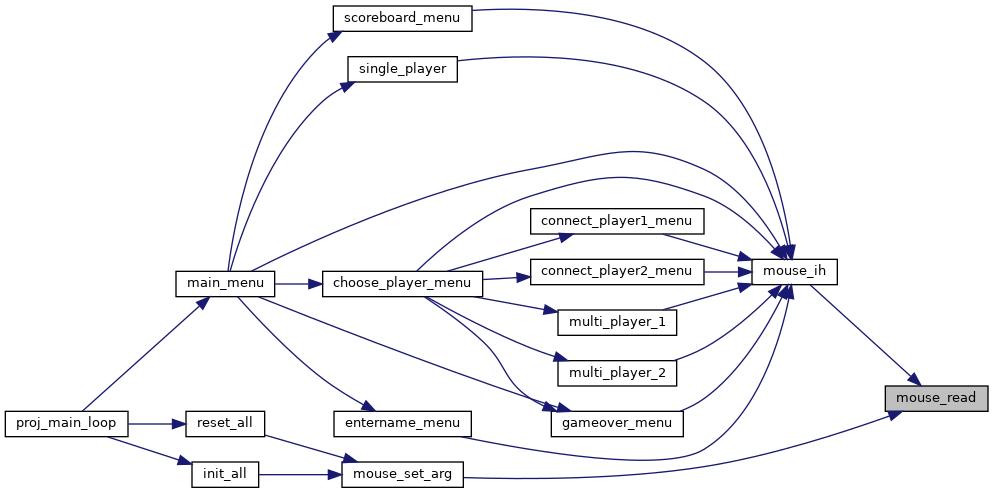 scoreboard_menu
single_player
connect_player1_menu
connect_player2_menu
mouse_ih
main_menu
choose_player_menu
multi_player_1
multi_player_2
mouse_read
proj_main_loop
reset_all
entername_menu
gameover_menu
init_all
mouse_set_arg